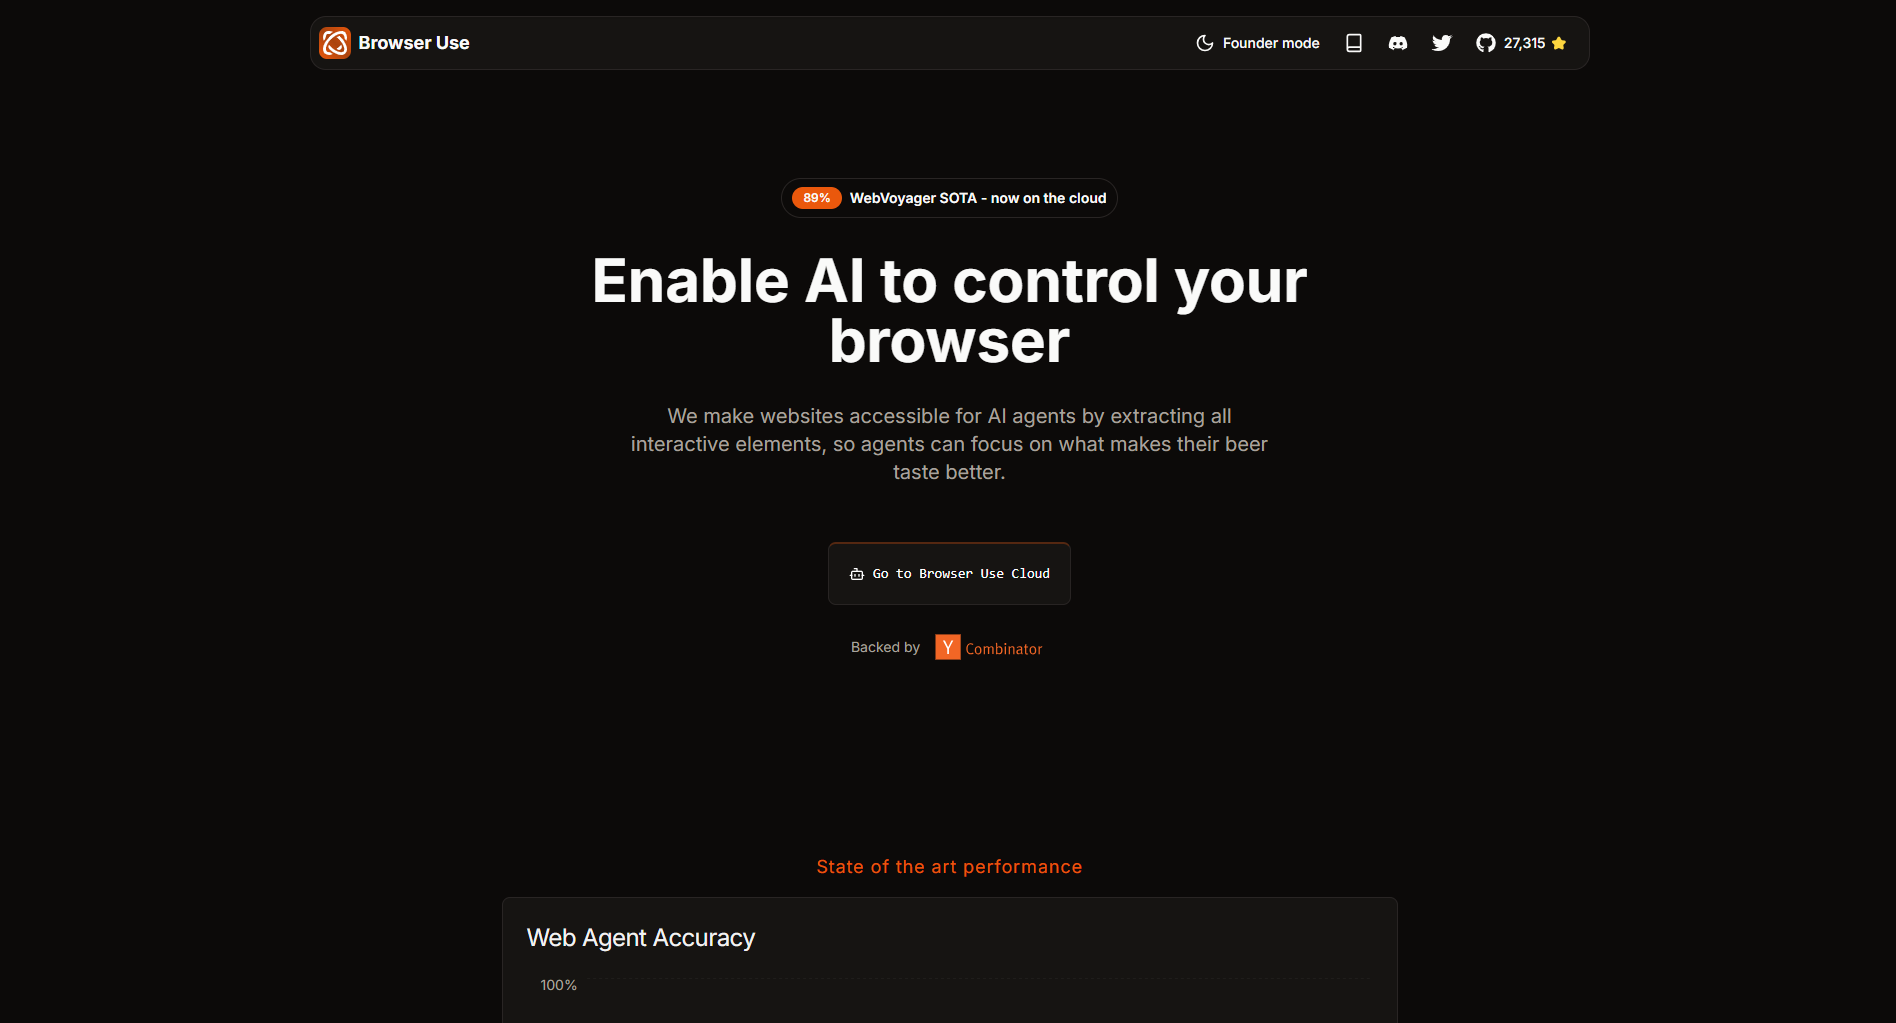 Browser Use
Founder mode
27,315
89% WebVoyager SOTA - now on the cloud
Enable AI to control your
browser
We make websites accessible for AI agents by extracting all
interactive elements, so agents can focus on what makes their beer
taste better.
Go to Browser Use Cloud
Backed by Y Combinator
State of the art performance
Web Agent Accuracy
100%